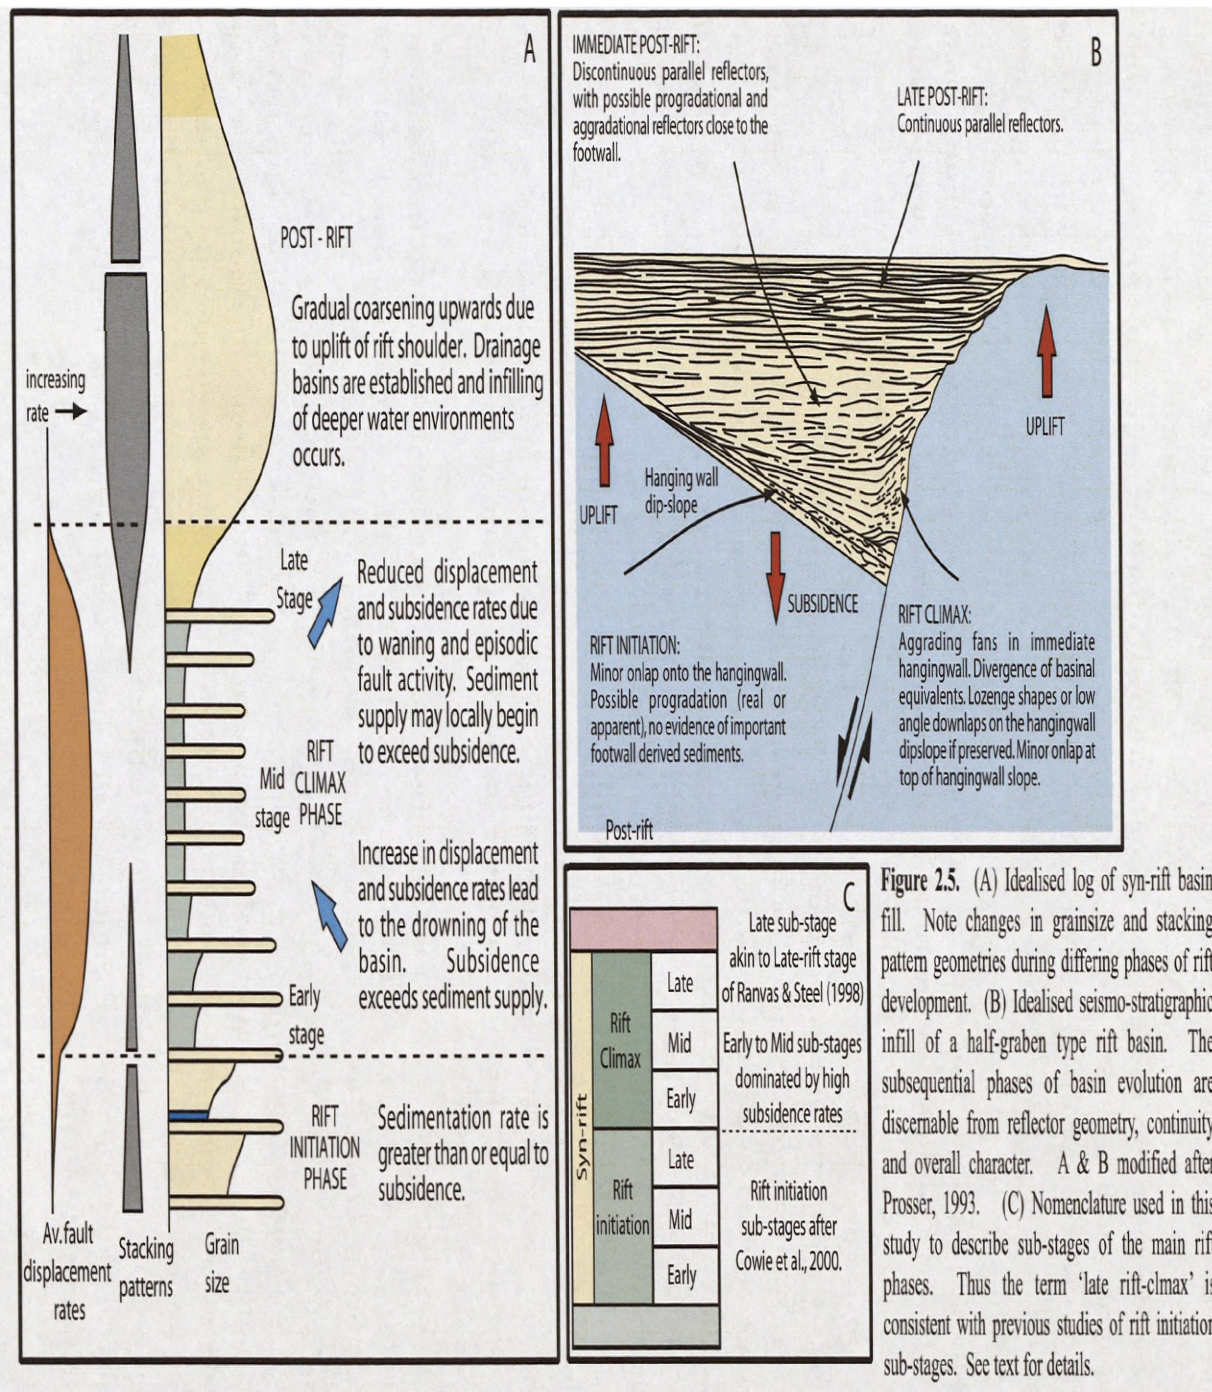 A
POST - RIFT
Gradual coarsening upwards due
to uplift of rift shoulder. Drainage
basins are established and infilling
of deeper water environments
occurs.
increasing
rate
Late
Stage
Reduced displacement
and subsidence rates due
to waning and episodic
fault activity. Sediment
supply may locally begin
to exceed subsidence.
RIFT
CLIMAX
PHASE
Mid
stage
Increase in displacement
and subsidence rates lead
to the drowning of the
basin. Subsidence
exceeds sediment supply.
Early
stage
RIFT
INITIATION
PHASE
Sedimentation rate is
greater than or equal to
subsidence.
Av. fault
displacement
rates
Stacking
patterns
Grain
size
B
IMMEDIATE POST-RIFT:
Discontinuous parallel reflectors,
with possible progradational and
aggradational reflectors close to the
footwall.
LATE POST-RIFT:
Continuous parallel reflectors.
UPLIFT
Hanging wall
dip-slope
UPLIFT
SUBSIDENCE
RIFT INITIATION:
Minor onlap onto the hangingwall.
Possible progradation (real or
apparent), no evidence of important
footwall derived sediments.
RIFT CLIMAX:
Aggrading fans in immediate
hangingwall. Divergence of basinal
equivalents. Lozenge shapes or low
angle downlaps on the hangingwall
dipslope if preserved. Minor onlap at
top of hangingwall slope.
Post-rift
C
Syn-rift
Rift
Climax
Rift
initiation
Late
Mid
Early
Late
Mid
Early
Late sub-stage
akin to Late-rift stage
of Ranvas & Steel (1998)
Early to Mid sub-stages
dominated by high
subsidence rates
Rift initiation
sub-stages after
Cowie et al., 2000.
Figure 2.5. (A) Idealised log of syn-rift basin
fill. Note changes in grainsize and stacking
pattern geometries during differing phases of rift
development. (B) Idealised seismo-stratigraphic
infill of a half-graben type rift basin. The
subsequential phases of basin evolution are
discernable from reflector geometry, continuity
and overall character. A & B modified after
Prosser, 1993. (C) Nomenclature used in this
study to describe sub-stages of the main rift
phases. Thus the term 'late rift-clmax' is
consistent with previous studies of rift initiation
sub-stages. See text for details.